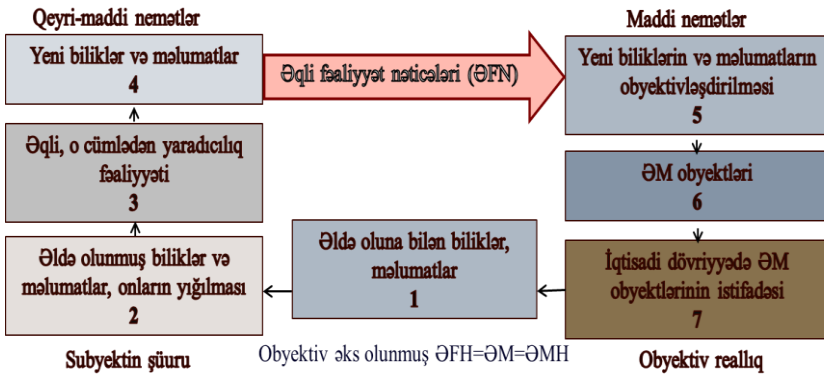 Qeyri-maddi nemətlər
Maddi nemətlər
Yeni biliklər və məlumatlar
4
Əqli fəaliyyət nəticələri (ƏFN)
Yeni biliklərin və məlumatların
obyektivləşdirilməsi
5
Əqli, o cümlədən yaradıcılıq
fəaliyyəti
3
ƏM obyektləri
6
Əldə olunmuş biliklər və
məlumatlar, onların yığılması
2
Əldə oluna bilən biliklər,
məlumatlar
1
İqtisadi dövriyyədə ƏM
obyektlərinin istifadəsi
7
Subyektin şüuru
Obyektiv əks olunmuş ƏFH=ƏM=ƏMH
Obyektiv reallıq